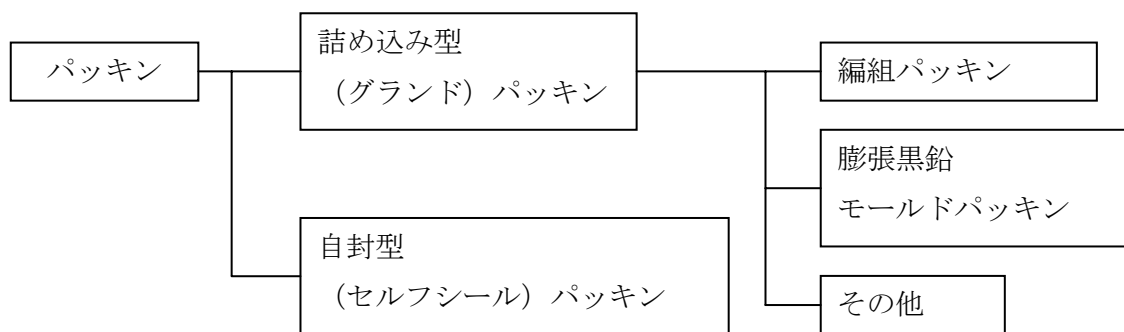 パッキン
詰め込み型
（グランド）パッキン
編組パッキン
膨張黒鉛
モールドパッキン
自封型
（セルフシール）パッキン
その他